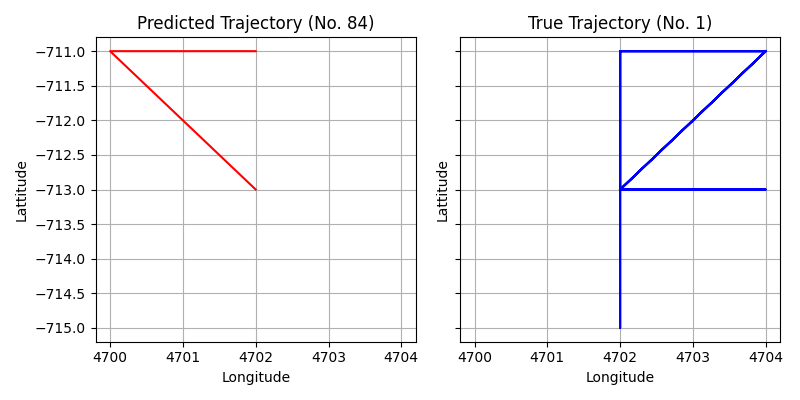 Predicted Trajectory (No. 84)
True Trajectory (No. 1)
−711.0
−711.5
−712.0
−712.5
−713.0
−713.5
−714.0
−714.5
−715.0
Lattitude
Lattitude
4700 4701 4702 4703 4704
4700 4701 4702 4703 4704
Longitude
Longitude